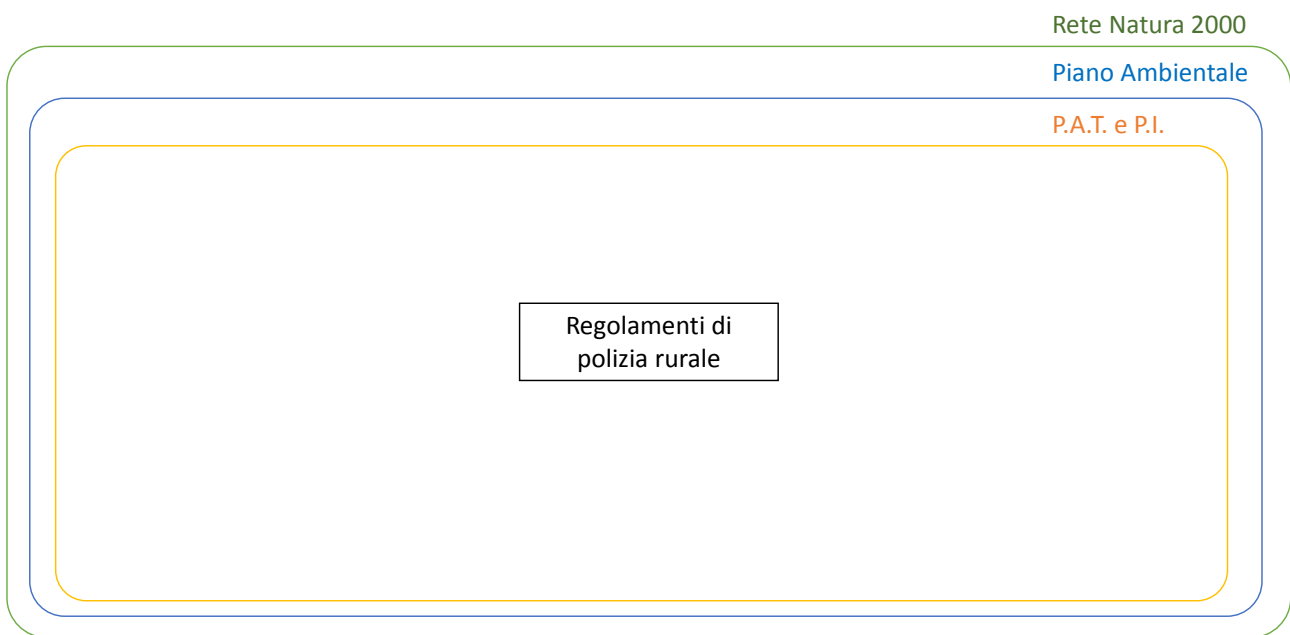 Rete Natura 2000
Piano Ambientale
P.A.T. e P.I.
Regolamenti di
polizia rurale